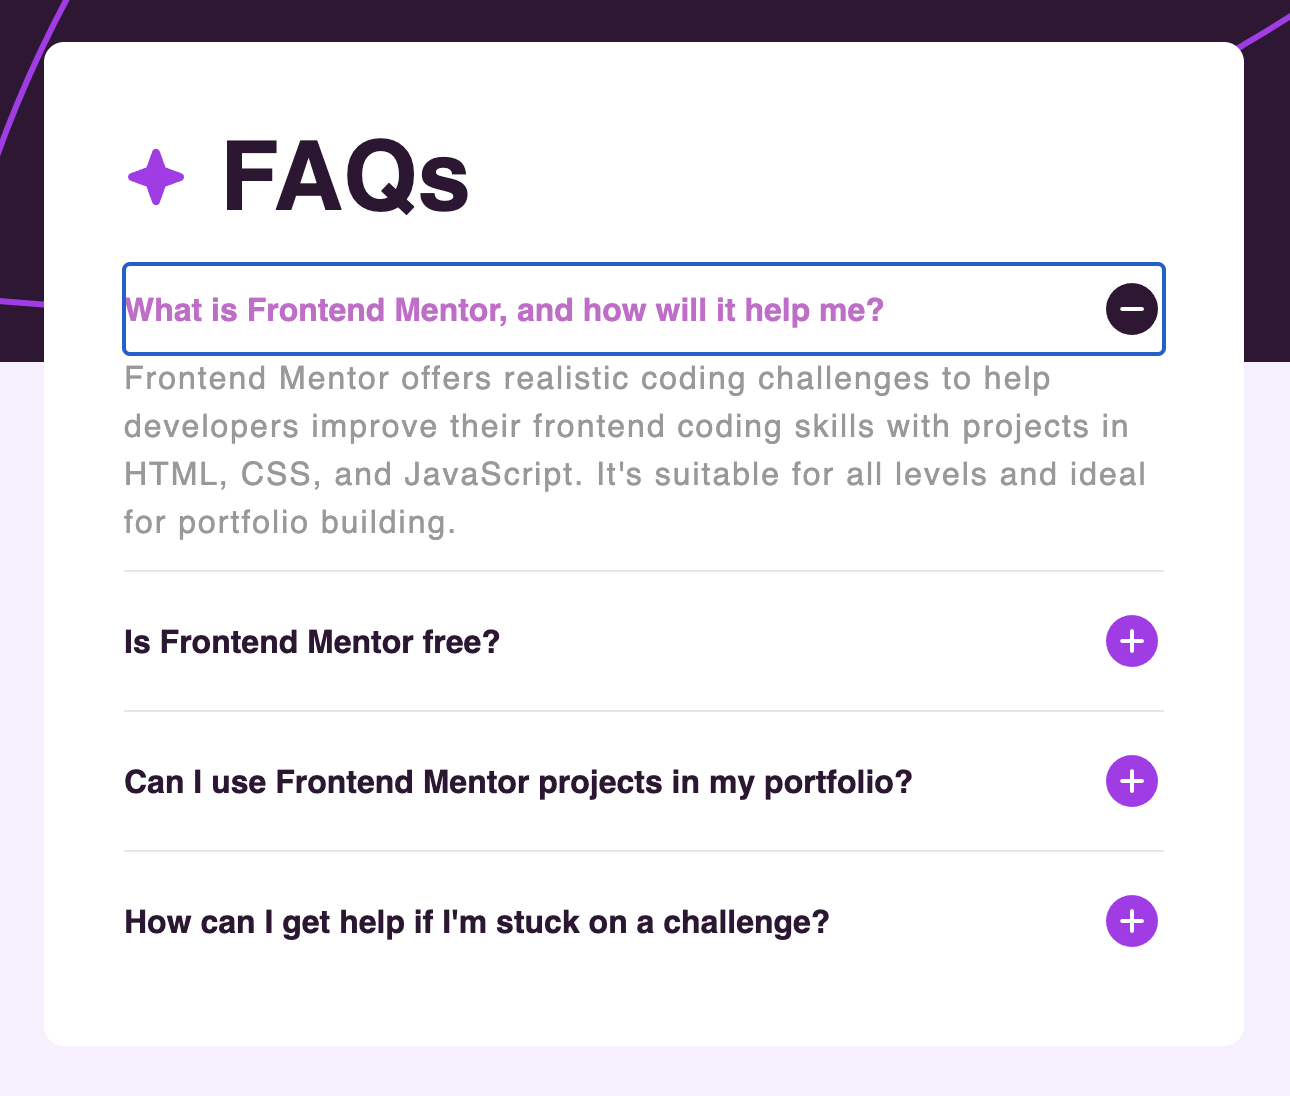 FAQs
What is Frontend Mentor, and how will it help me?
Frontend Mentor offers realistic coding challenges to help
developers improve their frontend coding skills with projects in
HTML, CSS, and JavaScript. It's suitable for all levels and ideal
for portfolio building.
Is Frontend Mentor free?
Can I use Frontend Mentor projects in my portfolio?
How can I get help if I'm stuck on a challenge?